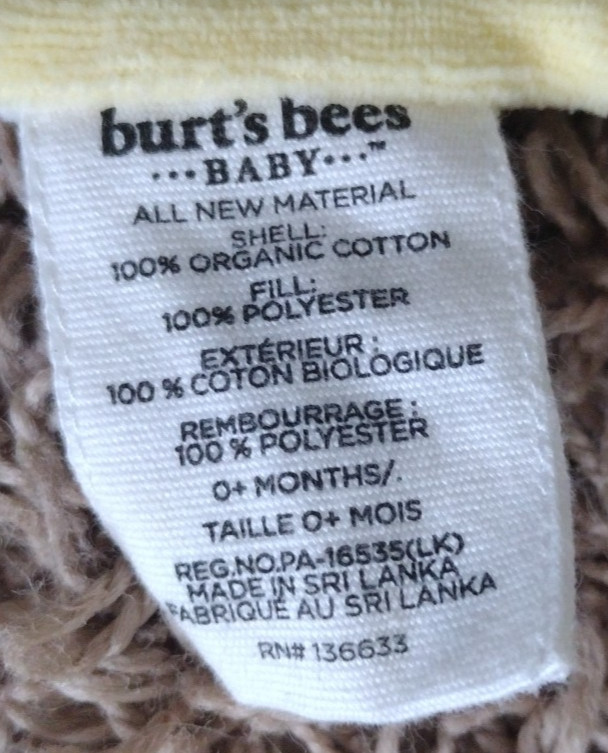 burt's bees
•••BABY•••™
ALL NEW MATERIAL
SHELL:
100% ORGANIC COTTON
FILL:
100% POLYESTER
EXTÉRIEUR :
100 % COTON BIOLOGIQUE
REMBOURRAGE :
100 % POLYESTER
0+ MONTHS/.
TAILLE 0+ MOIS
REG.NO.PA-16535(LK)
MADE IN SRI LANKA
FABRIQUÉ AU SRI LANKA
RN# 136633